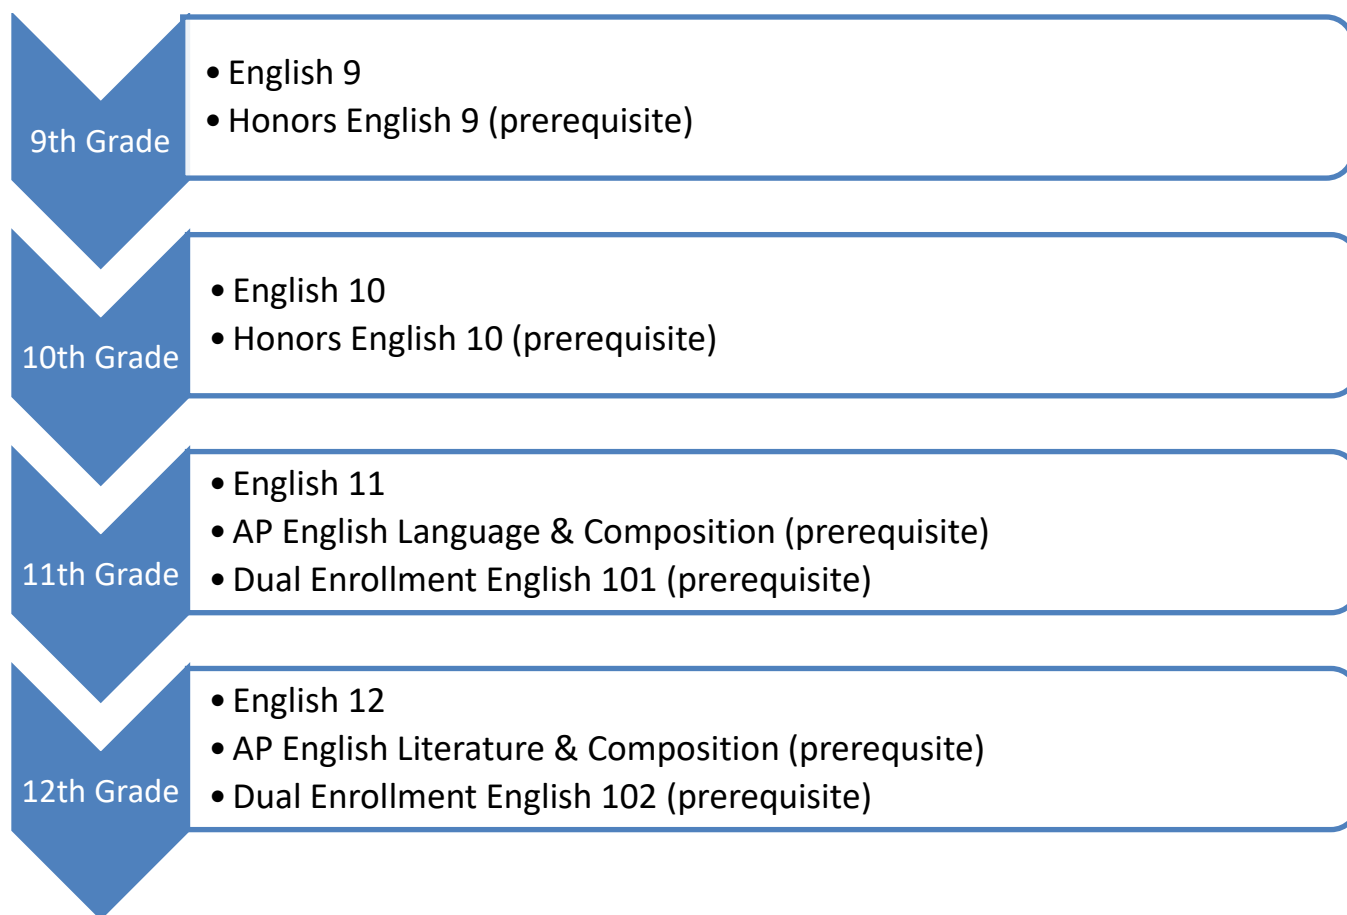 9th Grade
• English 9
• Honors English 9 (prerequisite)
10th Grade
• English 10
• Honors English 10 (prerequisite)
11th Grade
• English 11
• AP English Language & Composition (prerequisite)
• Dual Enrollment English 101 (prerequisite)
12th Grade
• English 12
• AP English Literature & Composition (prerequsite)
• Dual Enrollment English 102 (prerequisite)